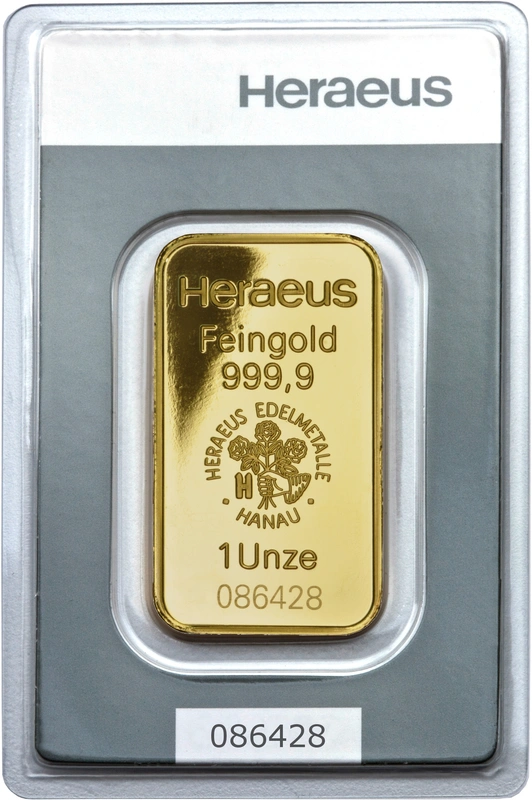 Heraeus
Heraeus
Feingold
999,9
HERAEUS EDELMETALLE
H
· HANAU ·
1 Unze
086428
086428